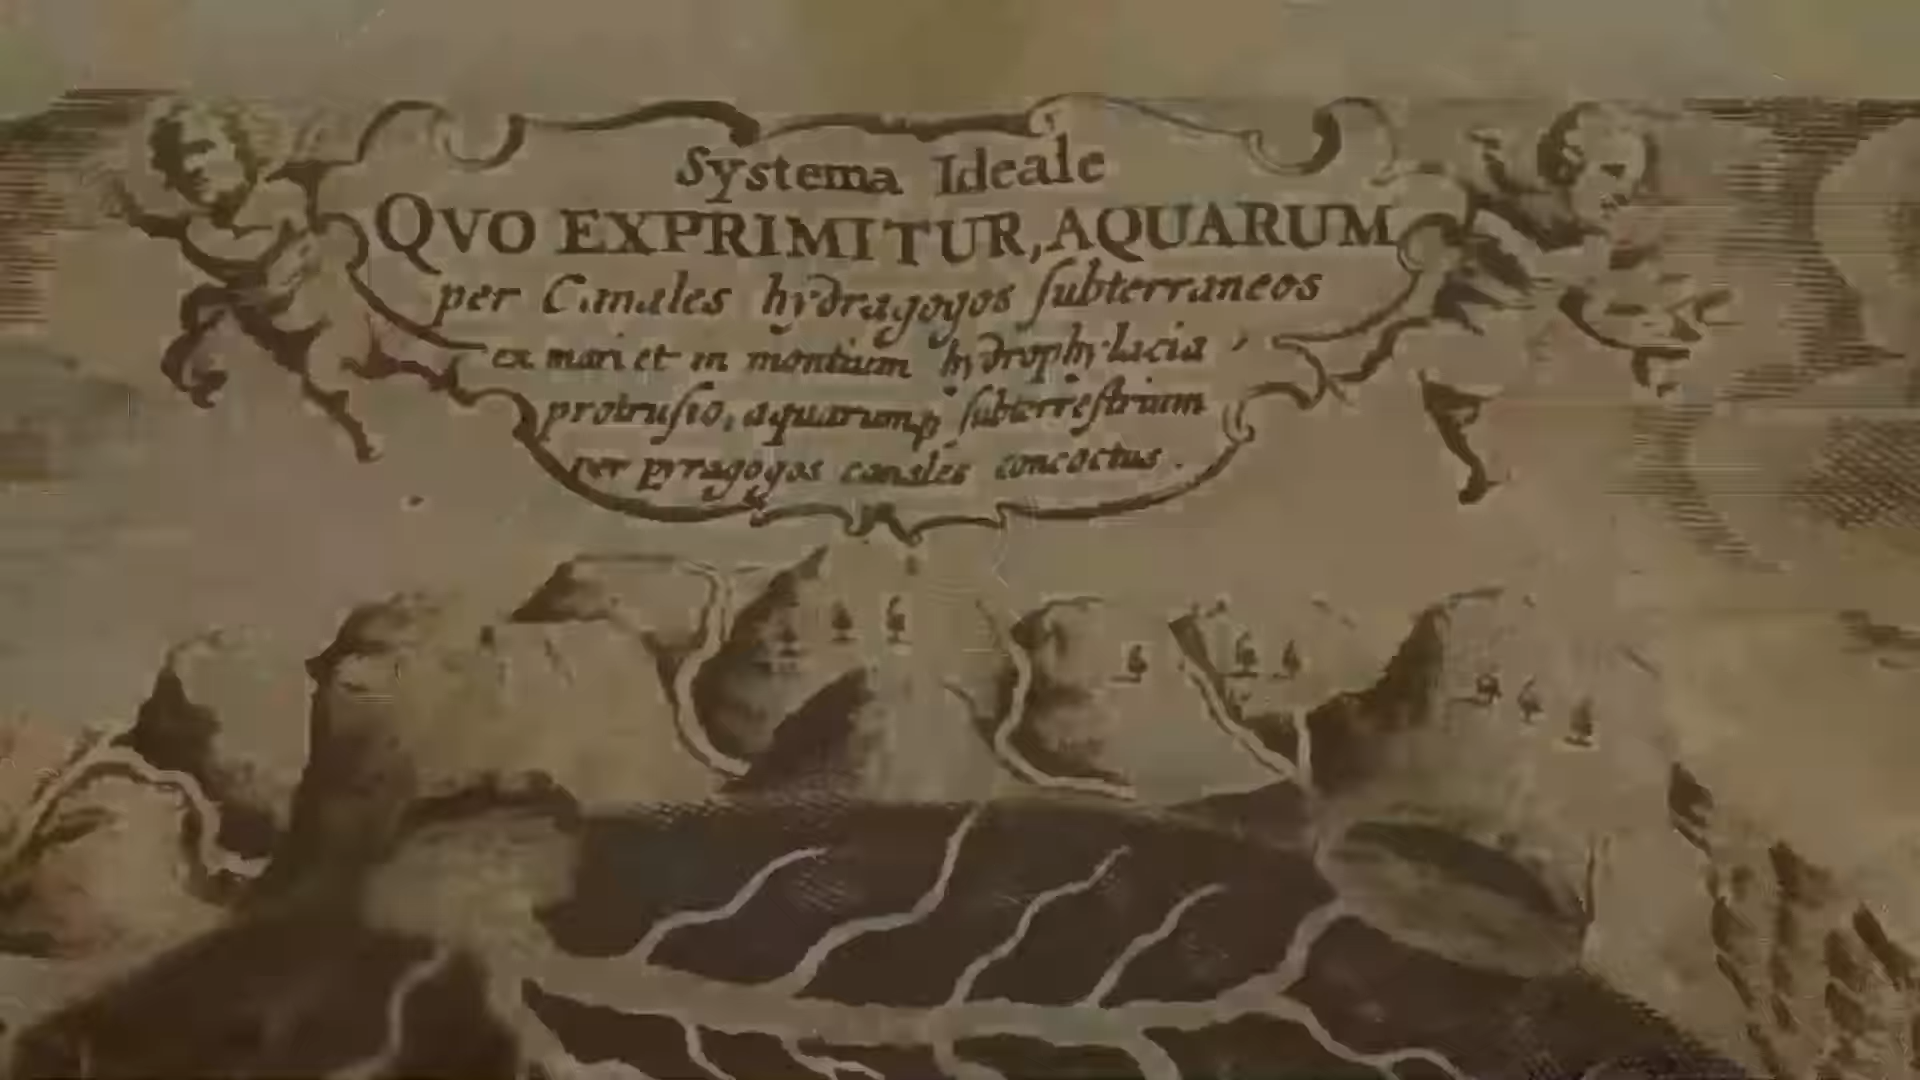 Systema Ideale
QVO EXPRIMITUR, AQUARUM
per Canales hydragogos subterraneos
ex mari et in montium hydrophylacia
protrusio, aquarumq subterrestrium
per pyragogos canales concoctus.